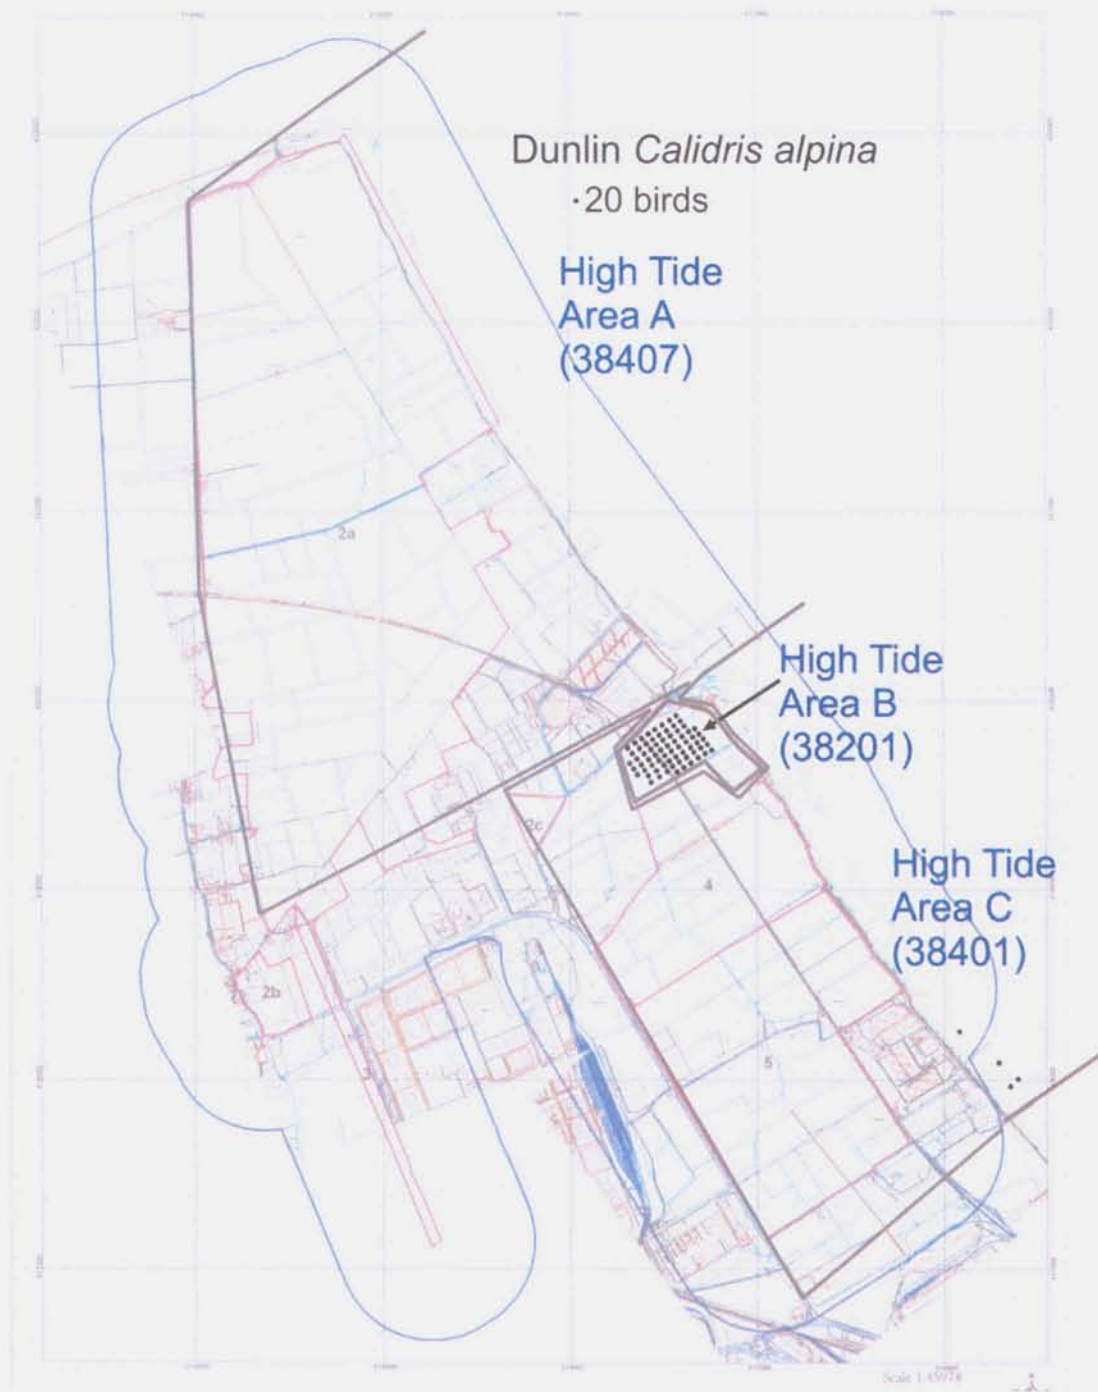 Dunlin Calidris alpina
·20 birds
High Tide
Area A
(38407)
2a
High Tide
Area B
(38201)
2c
High Tide
Area C
(38401)
4
2b
5
3